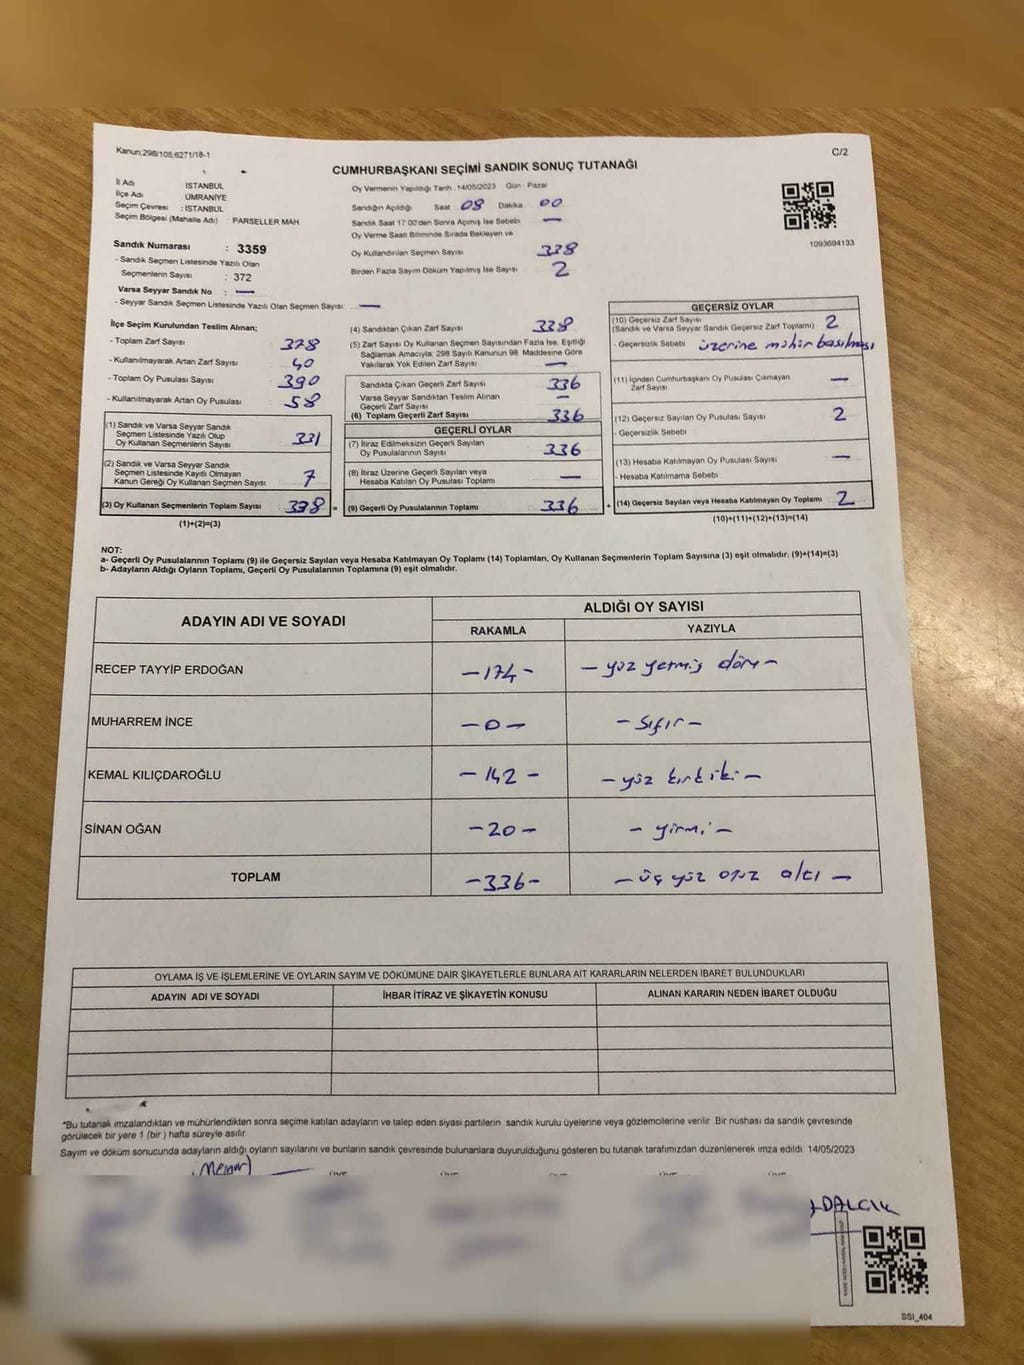 Kanun;298/105;6271/18-1
C/2
CUMHURBAŞKANI SEÇİMİ SANDIK SONUÇ TUTANAĞI
İl Adı : İSTANBUL
İlçe Adı : ÜMRANİYE
Seçim Çevresi : İSTANBUL
Seçim Bölgesi (Mahalle Adı) : PARSELLER MAH
Sandık Numarası : 3359
- Sandık Seçmen Listesinde Yazılı Olan
Seçmenlerin Sayısı : 372
Varsa Seyyar Sandık No : —
- Seyyar Sandık Seçmen Listesinde Yazılı Olan Seçmen Sayısı: —
Oy Vermenin Yapıldığı Tarih :14/05/2023 Gün : Pazar
Sandığın Açıldığı Saat 08 Dakika 00
Sandık Saat 17:00'den Sonra Açılmış İse Sebebi —
Oy Verme Saati Bitiminde Sırada Bekleyen ve
Oy Kullandırılan Seçmen Sayısı 338
Birden Fazla Sayım Döküm Yapılmış İse Sayısı 2
1093694133
İlçe Seçim Kurulundan Teslim Alınan;
- Toplam Zarf Sayısı 378
- Kullanılmayarak Artan Zarf Sayısı 40
- Toplam Oy Pusulası Sayısı 390
- Kullanılmayarak Artan Oy Pusulası 58
(1) Sandık ve Varsa Seyyar Sandık
Seçmen Listesinde Yazılı Olup
Oy Kullanan Seçmenlerin Sayısı 331
(2) Sandık ve Varsa Seyyar Sandık
Seçmen Listesinde Kayıtlı Olmayan
Kanun Gereği Oy Kullanan Seçmen Sayısı 7
(3) Oy Kullanan Seçmenlerin Toplam Sayısı 338 =
(1)+(2)=(3)
(4) Sandıktan Çıkan Zarf Sayısı 338
(5) Zarf Sayısı Oy Kullanan Seçmen Sayısından Fazla İse, Eşitliği
Sağlamak Amacıyla; 298 Sayılı Kanunun 98. Maddesine Göre
Yakılarak Yok Edilen Zarf Sayısı —
Sandıkta Çıkan Geçerli Zarf Sayısı 336
Varsa Seyyar Sandıktan Teslim Alınan
Geçerli Zarf Sayısı —
(6) Toplam Geçerli Zarf Sayısı 336
GEÇERLİ OYLAR
(7) İtiraz Edilmeksizin Geçerli Sayılan
Oy Pusulalarının Sayısı 336
(8) İtiraz Üzerine Geçerli Sayılan veya
Hesaba Katılan Oy Pusulası Toplamı —
(9) Geçerli Oy Pusulalarının Toplamı 336 +
GEÇERSİZ OYLAR
(10) Geçersiz Zarf Sayısı
(Sandık ve Varsa Seyyar Sandık Geçersiz Zarf Toplamı) 2
- Geçersizlik Sebebi üzerine mühür basılması
(11) İçinden Cumhurbaşkanı Oy Pusulası Çıkmayan
Zarf Sayısı —
(12) Geçersiz Sayılan Oy Pusulası Sayısı 2
- Geçersizlik Sebebi
(13) Hesaba Katılmayan Oy Pusulası Sayısı —
- Hesaba Katılmama Sebebi
(14) Geçersiz Sayılan veya Hesaba Katılmayan Oy Toplamı 2
(10)+(11)+(12)+(13)=(14)
NOT:
a- Geçerli Oy Pusulalarının Toplamı (9) ile Geçersiz Sayılan veya Hesaba Katılmayan Oy Toplamı (14) Toplamları, Oy Kullanan Seçmenlerin Toplam Sayısına (3) eşit olmalıdır. (9)+(14)=(3)
b- Adayların Aldığı Oyların Toplamı, Geçerli Oy Pusulalarının Toplamına (9) eşit olmalıdır.
ADAYIN ADI VE SOYADI
ALDIĞI OY SAYISI
RAKAMLA YAZIYLA
RECEP TAYYİP ERDOĞAN -174- - yüz yetmiş dört -
MUHARREM İNCE -0- - sıfır -
KEMAL KILIÇDAROĞLU -142- - yüz kırk iki -
SİNAN OĞAN -20- - yirmi -
TOPLAM -336- - üç yüz otuz altı -
OYLAMA İŞ VE İŞLEMLERİNE VE OYLARIN SAYIM VE DÖKÜMÜNE DAİR ŞİKAYETLERLE BUNLARA AİT KARARLARIN NELERDEN İBARET BULUNDUKLARI
ADAYIN ADI VE SOYADI İHBAR İTİRAZ VE ŞİKAYETİN KONUSU ALINAN KARARIN NEDEN İBARET OLDUĞU
*Bu tutanak imzalandıktan ve mühürlendikten sonra seçime katılan adayların ve talep eden siyasi partilerin sandık kurulu üyelerine veya gözlemcilerine verilir. Bir nüshası da sandık çevresinde
görülecek bir yere 1 (bir ) hafta süreyle asılır.
Sayım ve döküm sonucunda adayların aldığı oyların sayılarını ve bunların sandık çevresinde bulunanlara duyurulduğunu gösteren bu tutanak tarafımızdan düzenlenerek imza edildi. 14/05/2023
SSI_404